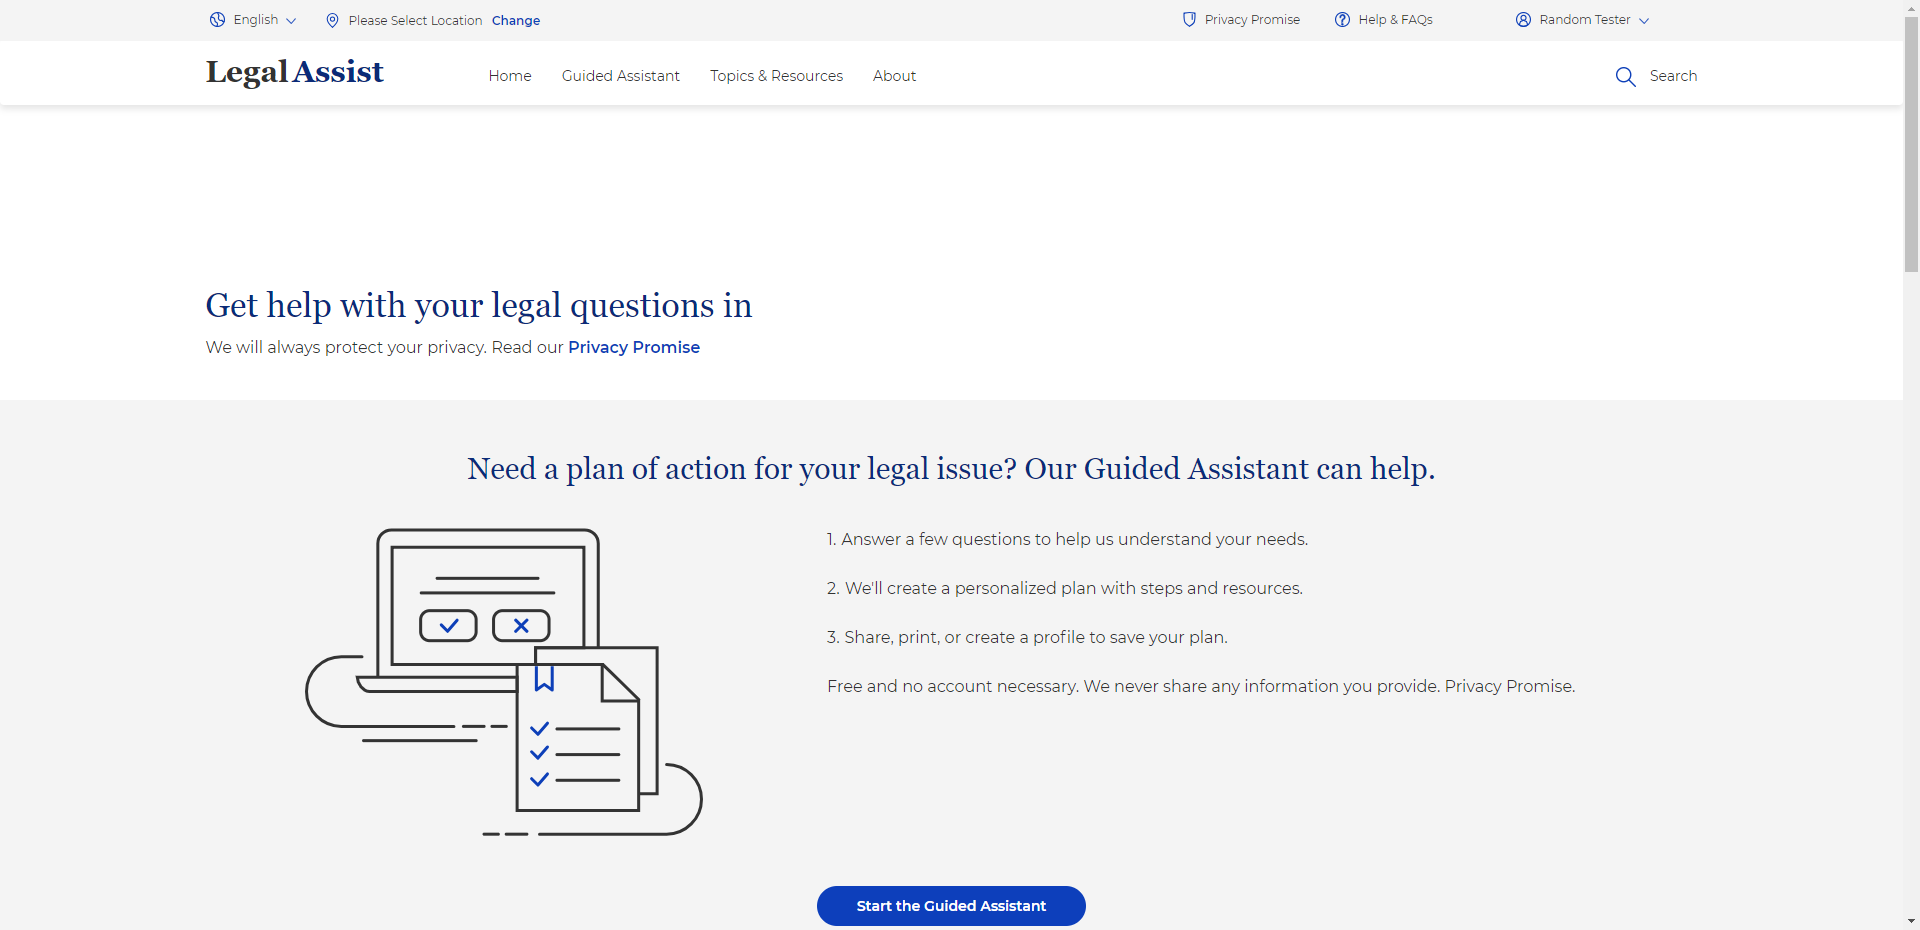 English
Please Select Location Change
Privacy Promise
Help & FAQs
Random Tester
Legal Assist
Home
Guided Assistant
Topics & Resources
About
Search
Get help with your legal questions in
We will always protect your privacy. Read our Privacy Promise
Need a plan of action for your legal issue? Our Guided Assistant can help.
1. Answer a few questions to help us understand your needs.
2. We'll create a personalized plan with steps and resources.
3. Share, print, or create a profile to save your plan.
Free and no account necessary. We never share any information you provide. Privacy Promise.
Start the Guided Assistant